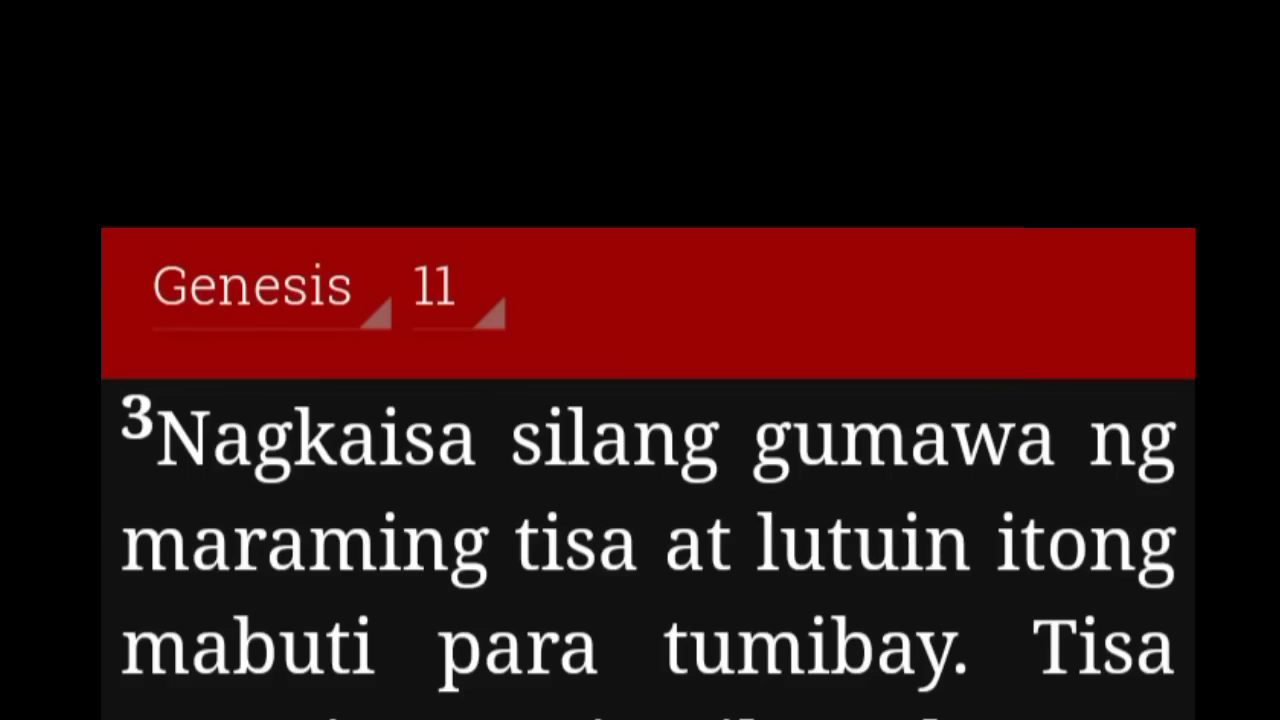 Genesis 11
3Nagkaisa silang gumawa ng
maraming tisa at lutuin itong
mabuti para tumibay. Tisa